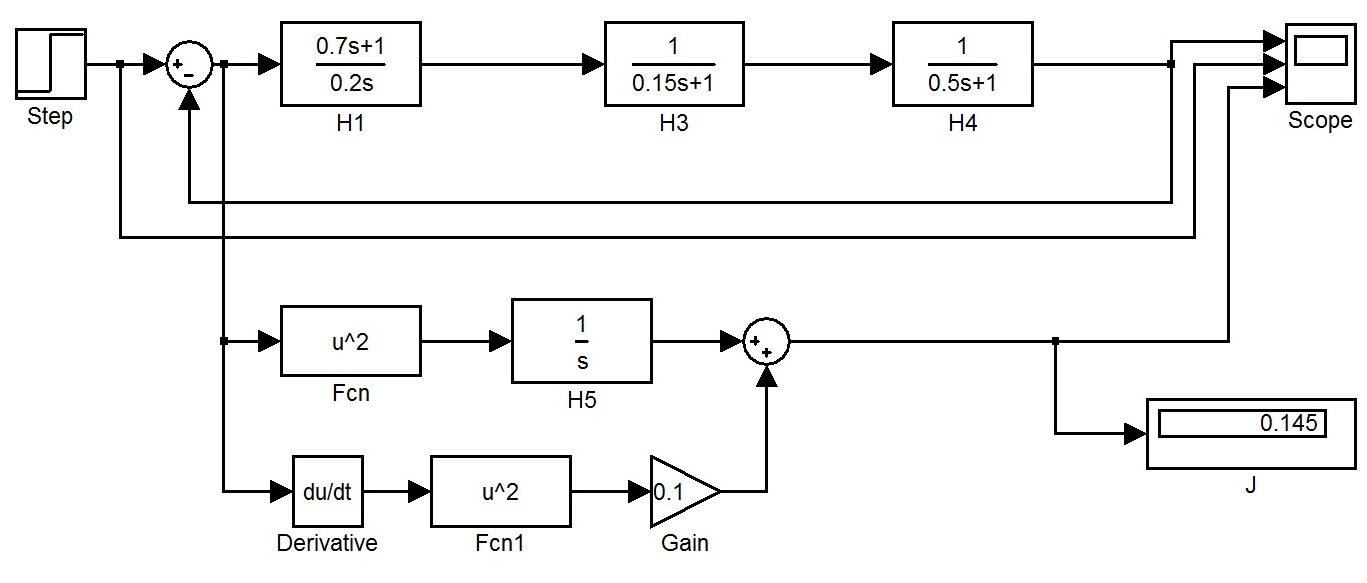 Step
+
−
0.7s+1
0.2s
H1
1
0.15s+1
H3
1
0.5s+1
H4
Scope
u^2
Fcn
1
s
H5
+
+
0.145
J
du/dt
Derivative
u^2
Fcn1
0.1
Gain